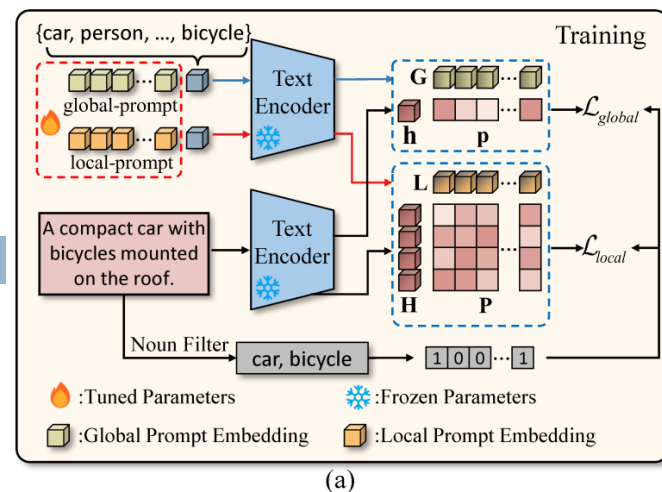 Training
{car, person, ..., bicycle}
global-prompt
local-prompt
Text
Encoder
G
h
p
ℒglobal
A compact car with
bicycles mounted
on the roof.
Text
Encoder
L
H
P
ℒlocal
Noun Filter
car, bicycle
1 0 0 ... 1
:Tuned Parameters
:Frozen Parameters
:Global Prompt Embedding
:Local Prompt Embedding
(a)